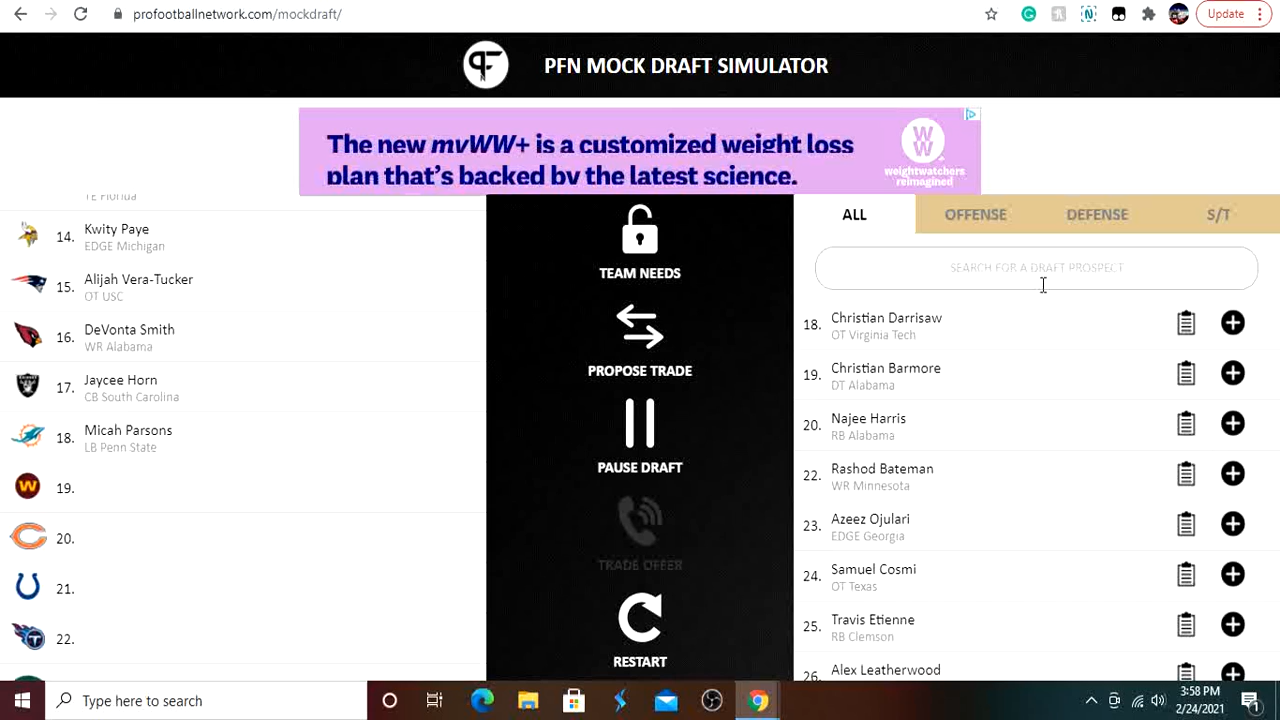 profootballnetwork.com/mockdraft/
Update
PFN MOCK DRAFT SIMULATOR
The new myWW+ is a customized weight loss
plan that's backed by the latest science.
WW
weightwatchers
reimagined
TE Florida
14. Kwity Paye
EDGE Michigan
15. Alijah Vera-Tucker
OT USC
16. DeVonta Smith
WR Alabama
17. Jaycee Horn
CB South Carolina
18. Micah Parsons
LB Penn State
19.
20.
21.
22.
TEAM NEEDS
PROPOSE TRADE
PAUSE DRAFT
TRADE OFFER
RESTART
ALL OFFENSE DEFENSE S/T
SEARCH FOR A DRAFT PROSPECT
18. Christian Darrisaw
OT Virginia Tech
19. Christian Barmore
DT Alabama
20. Najee Harris
RB Alabama
22. Rashod Bateman
WR Minnesota
23. Azeez Ojulari
EDGE Georgia
24. Samuel Cosmi
OT Texas
25. Travis Etienne
RB Clemson
26. Alex Leatherwood
Type here to search
3:58 PM
2/24/2021
1